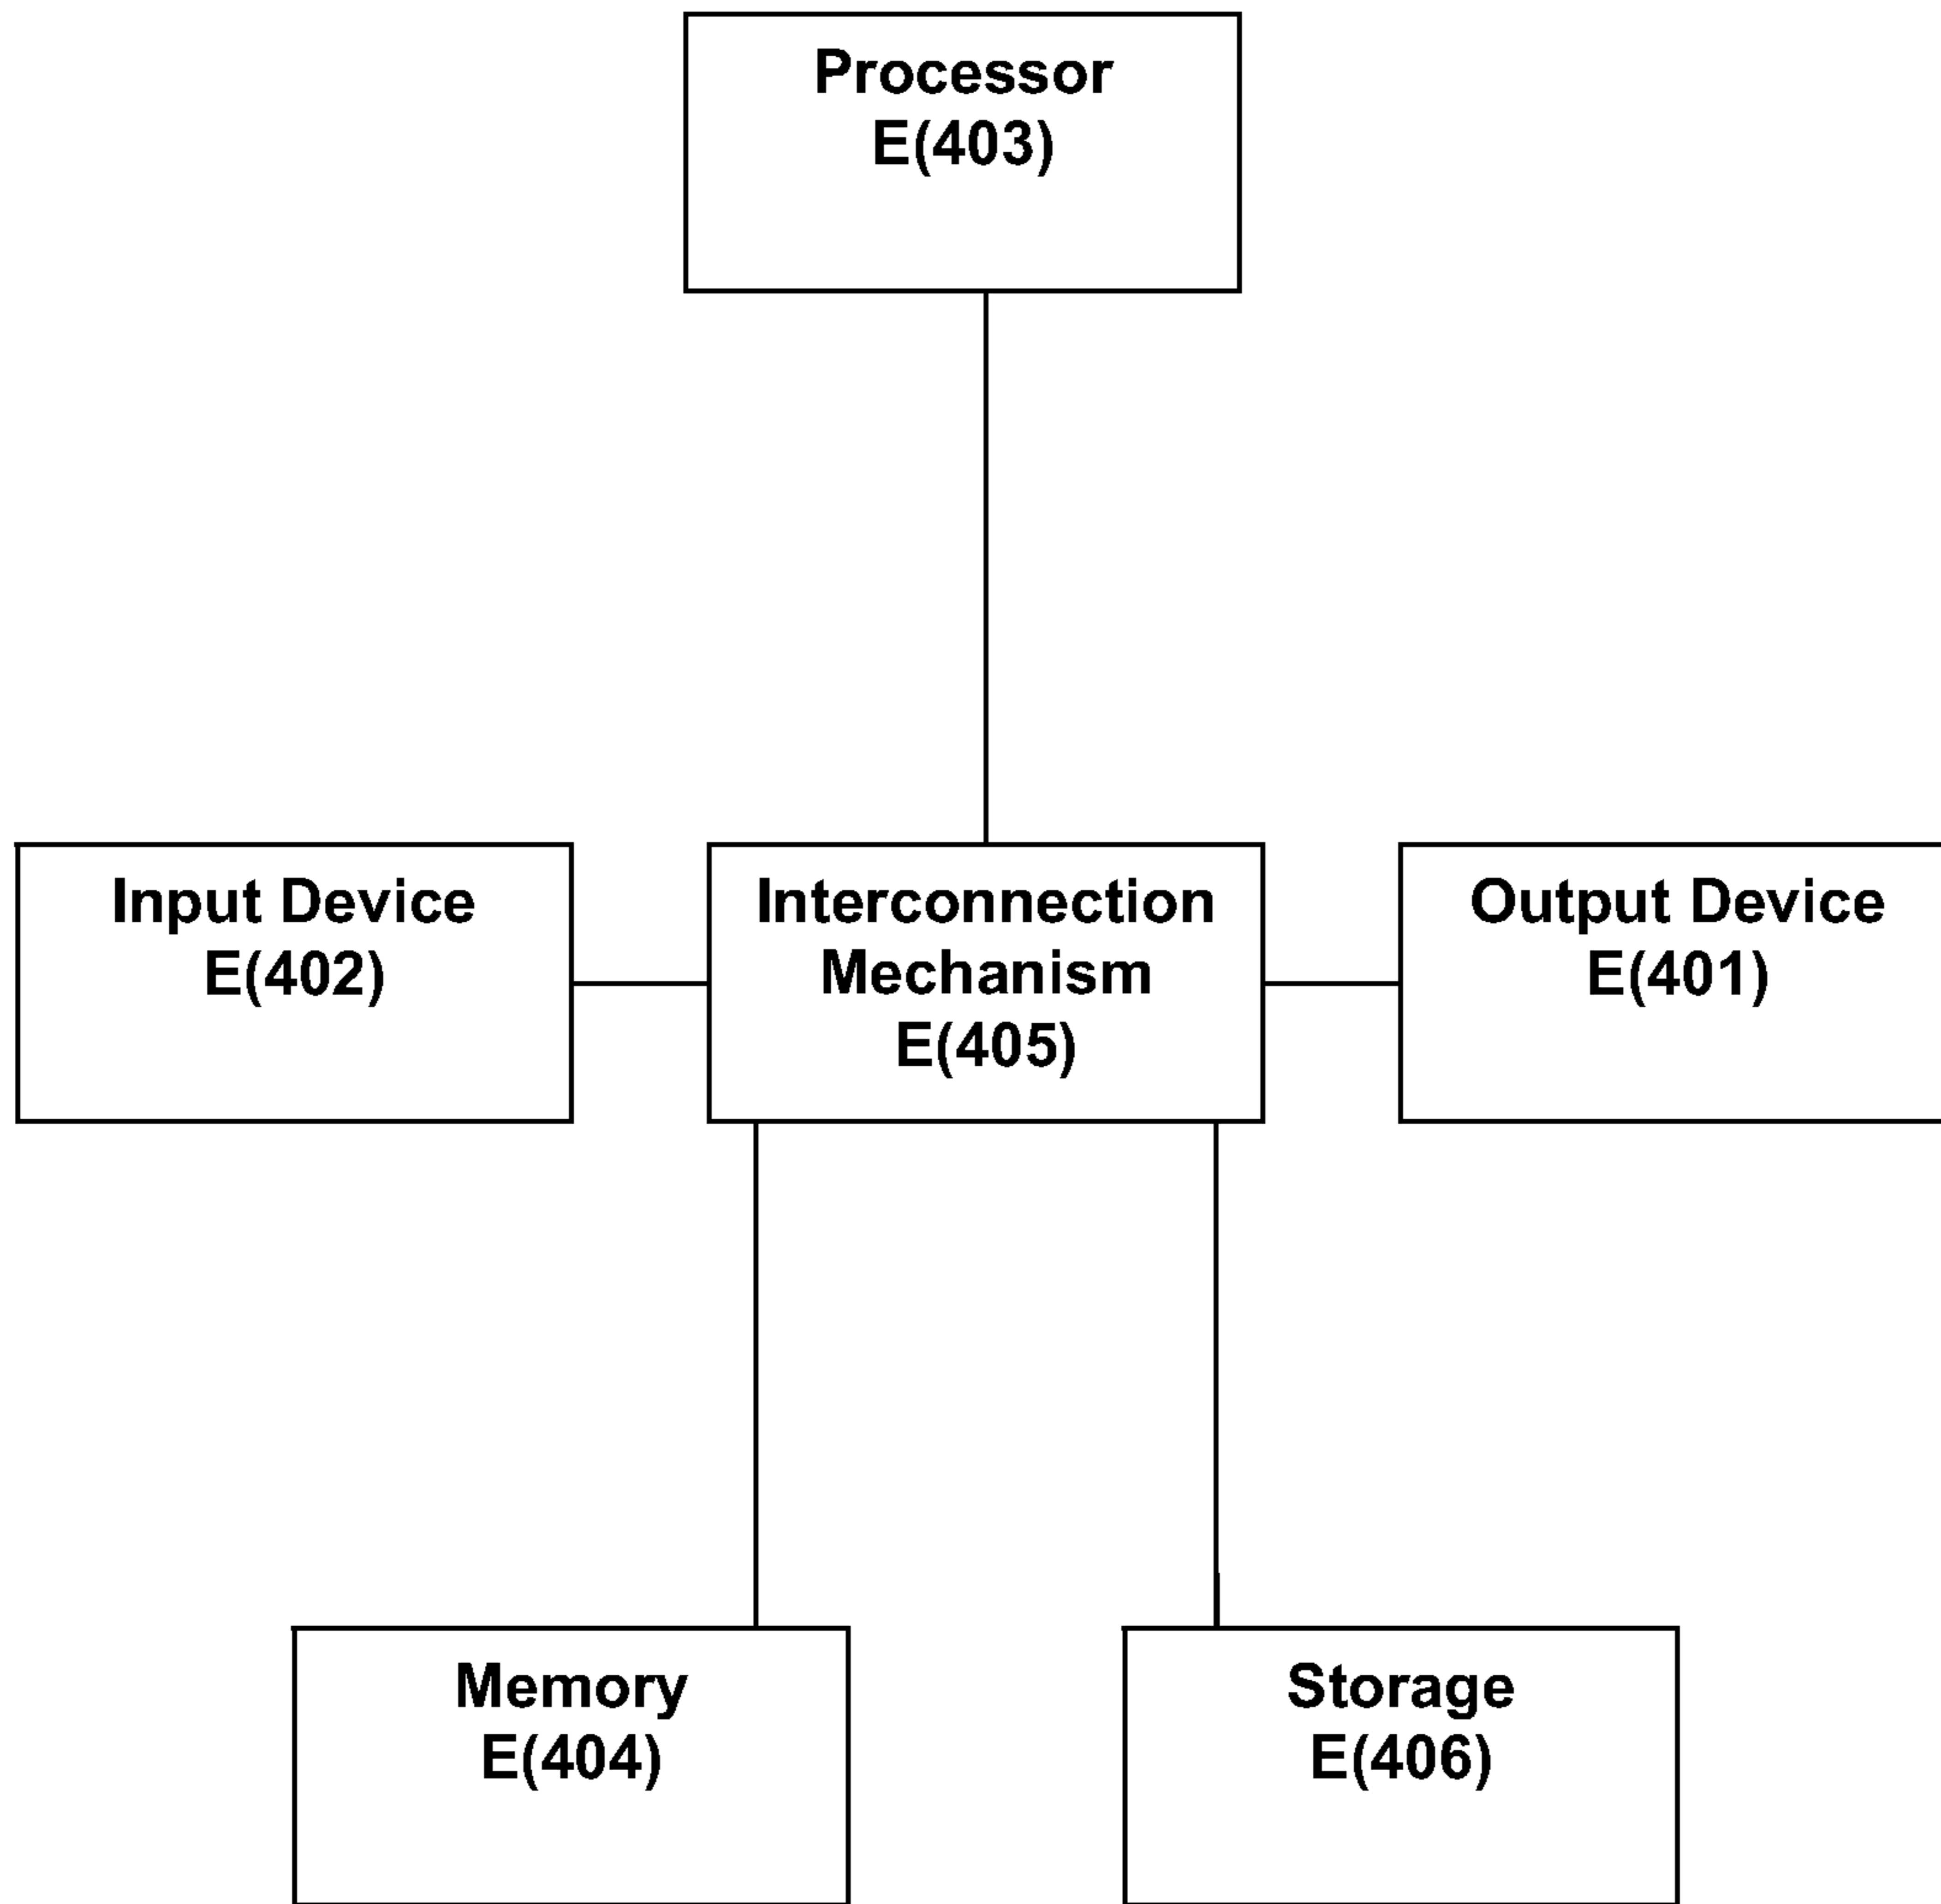 Processor
E(403)
Input Device
E(402)
Interconnection
Mechanism
E(405)
Output Device
E(401)
Memory
E(404)
Storage
E(406)